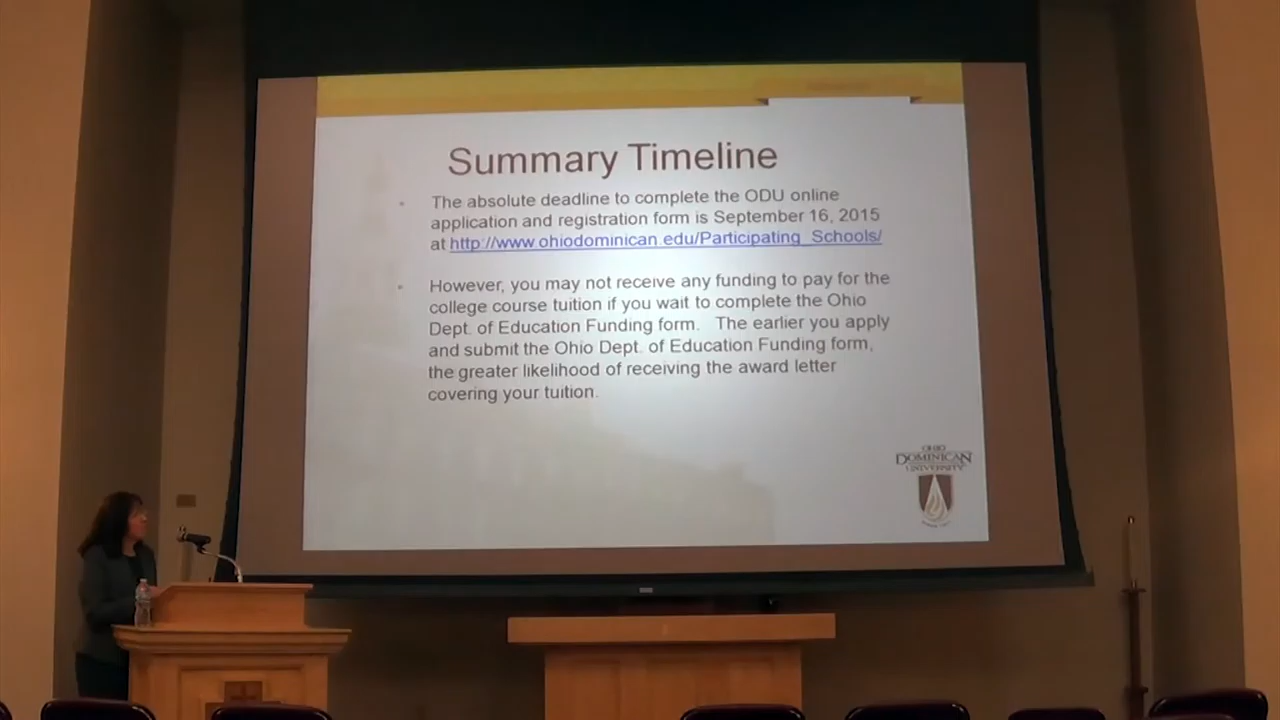 Summary Timeline
The absolute deadline to complete the ODU online
application and registration form is September 16, 2015
at http://www.ohiodominican.edu/Participating_Schools/
However, you may not receive any funding to pay for the
college course tuition if you wait to complete the Ohio
Dept. of Education Funding form. The earlier you apply
and submit the Ohio Dept. of Education Funding form,
the greater likelihood of receiving the award letter
covering your tuition.
OHIO
DOMINICAN
UNIVERSITY